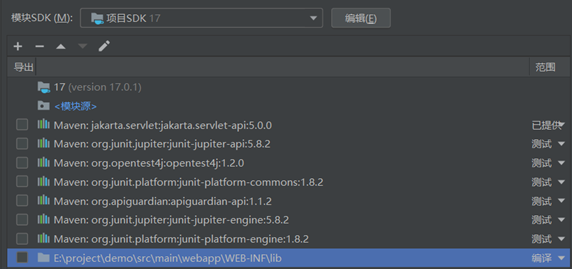 模块SDK (M): 项目SDK 17 编辑(E)
导出 范围
17 (version 17.0.1)
<模块源>
Maven: jakarta.servlet:jakarta.servlet-api:5.0.0 已提供
Maven: org.junit.jupiter:junit-jupiter-api:5.8.2 测试
Maven: org.opentest4j:opentest4j:1.2.0 测试
Maven: org.junit.platform:junit-platform-commons:1.8.2 测试
Maven: org.apiguardian:apiguardian-api:1.1.2 测试
Maven: org.junit.jupiter:junit-jupiter-engine:5.8.2 测试
Maven: org.junit.platform:junit-platform-engine:1.8.2 测试
E:\project\demo\src\main\webapp\WEB-INF\lib 编译